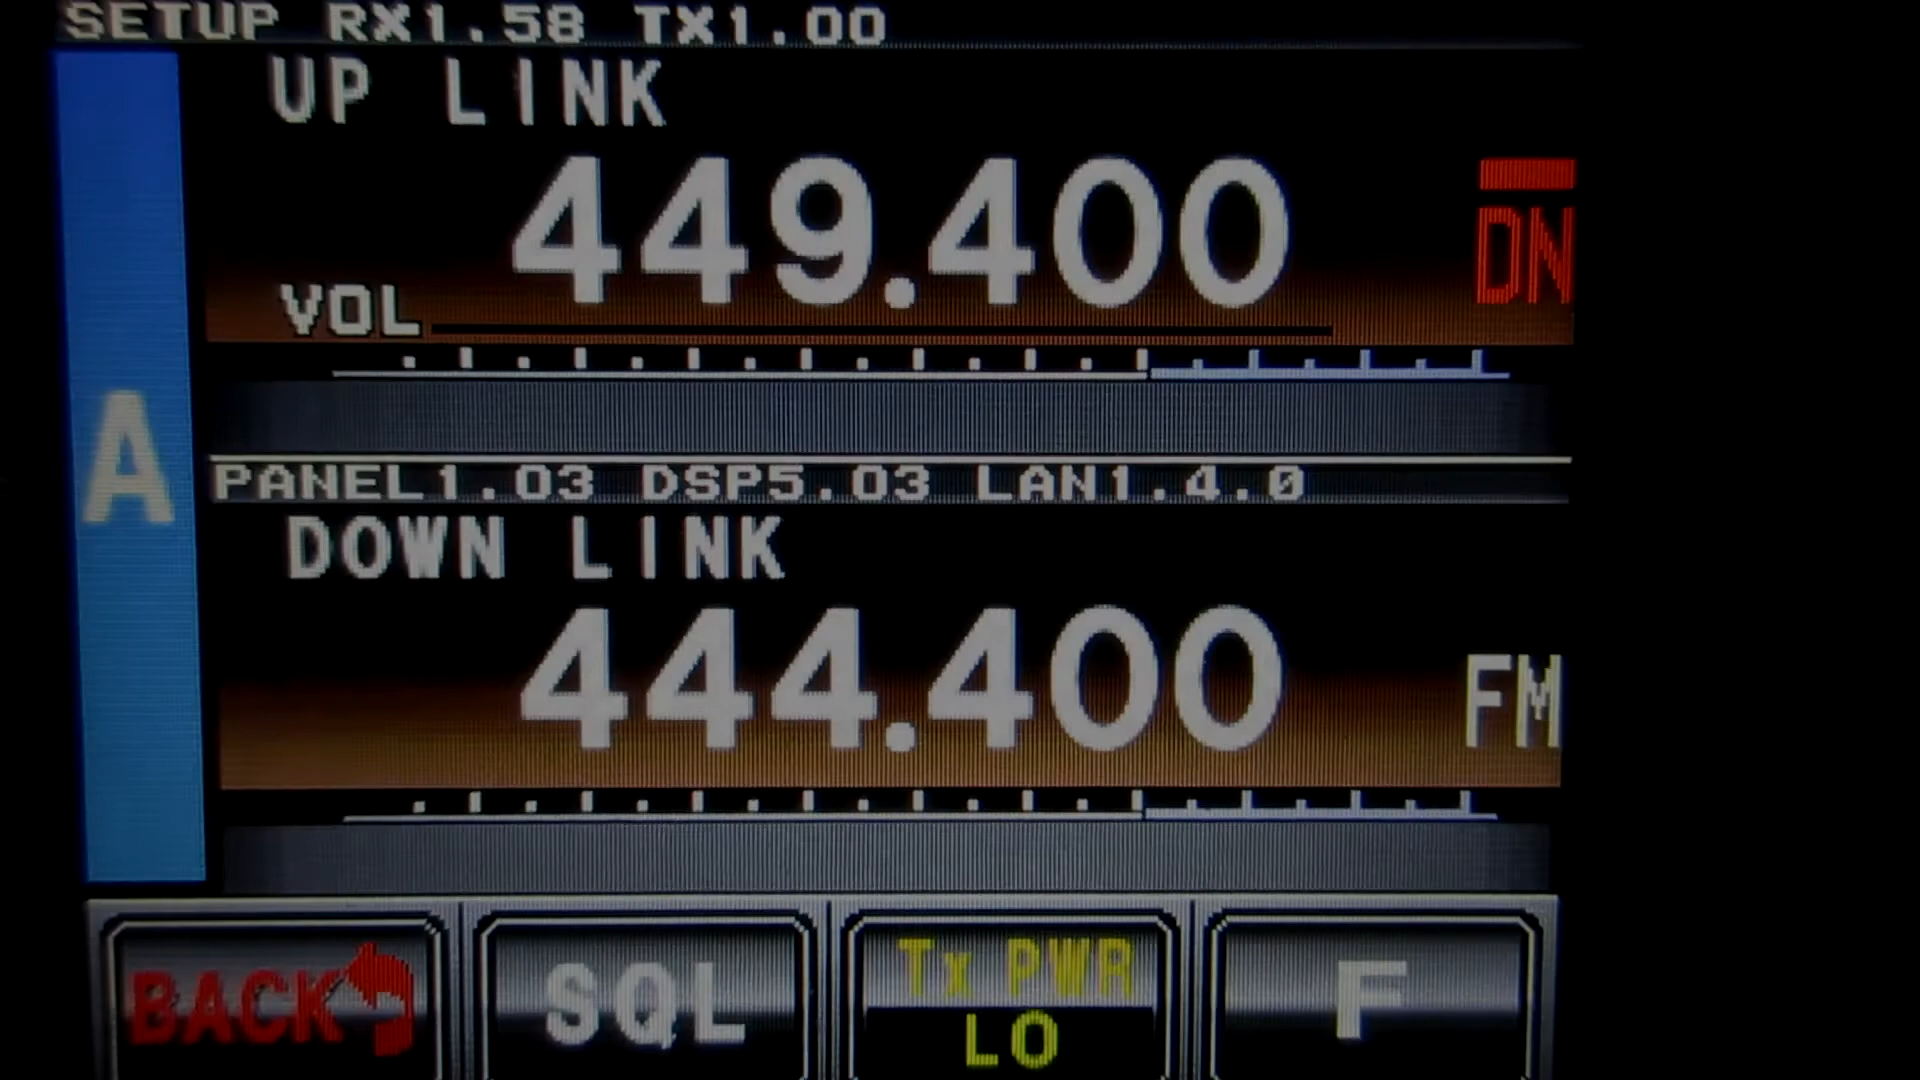 SETUP RX1.58 TX1.00
UP LINK
449.400
DN
VOL
A
PANEL1.03 DSP5.03 LAN1.4.0
DOWN LINK
444.400
FM
BACK
SQL
Tx PWR
LO
F